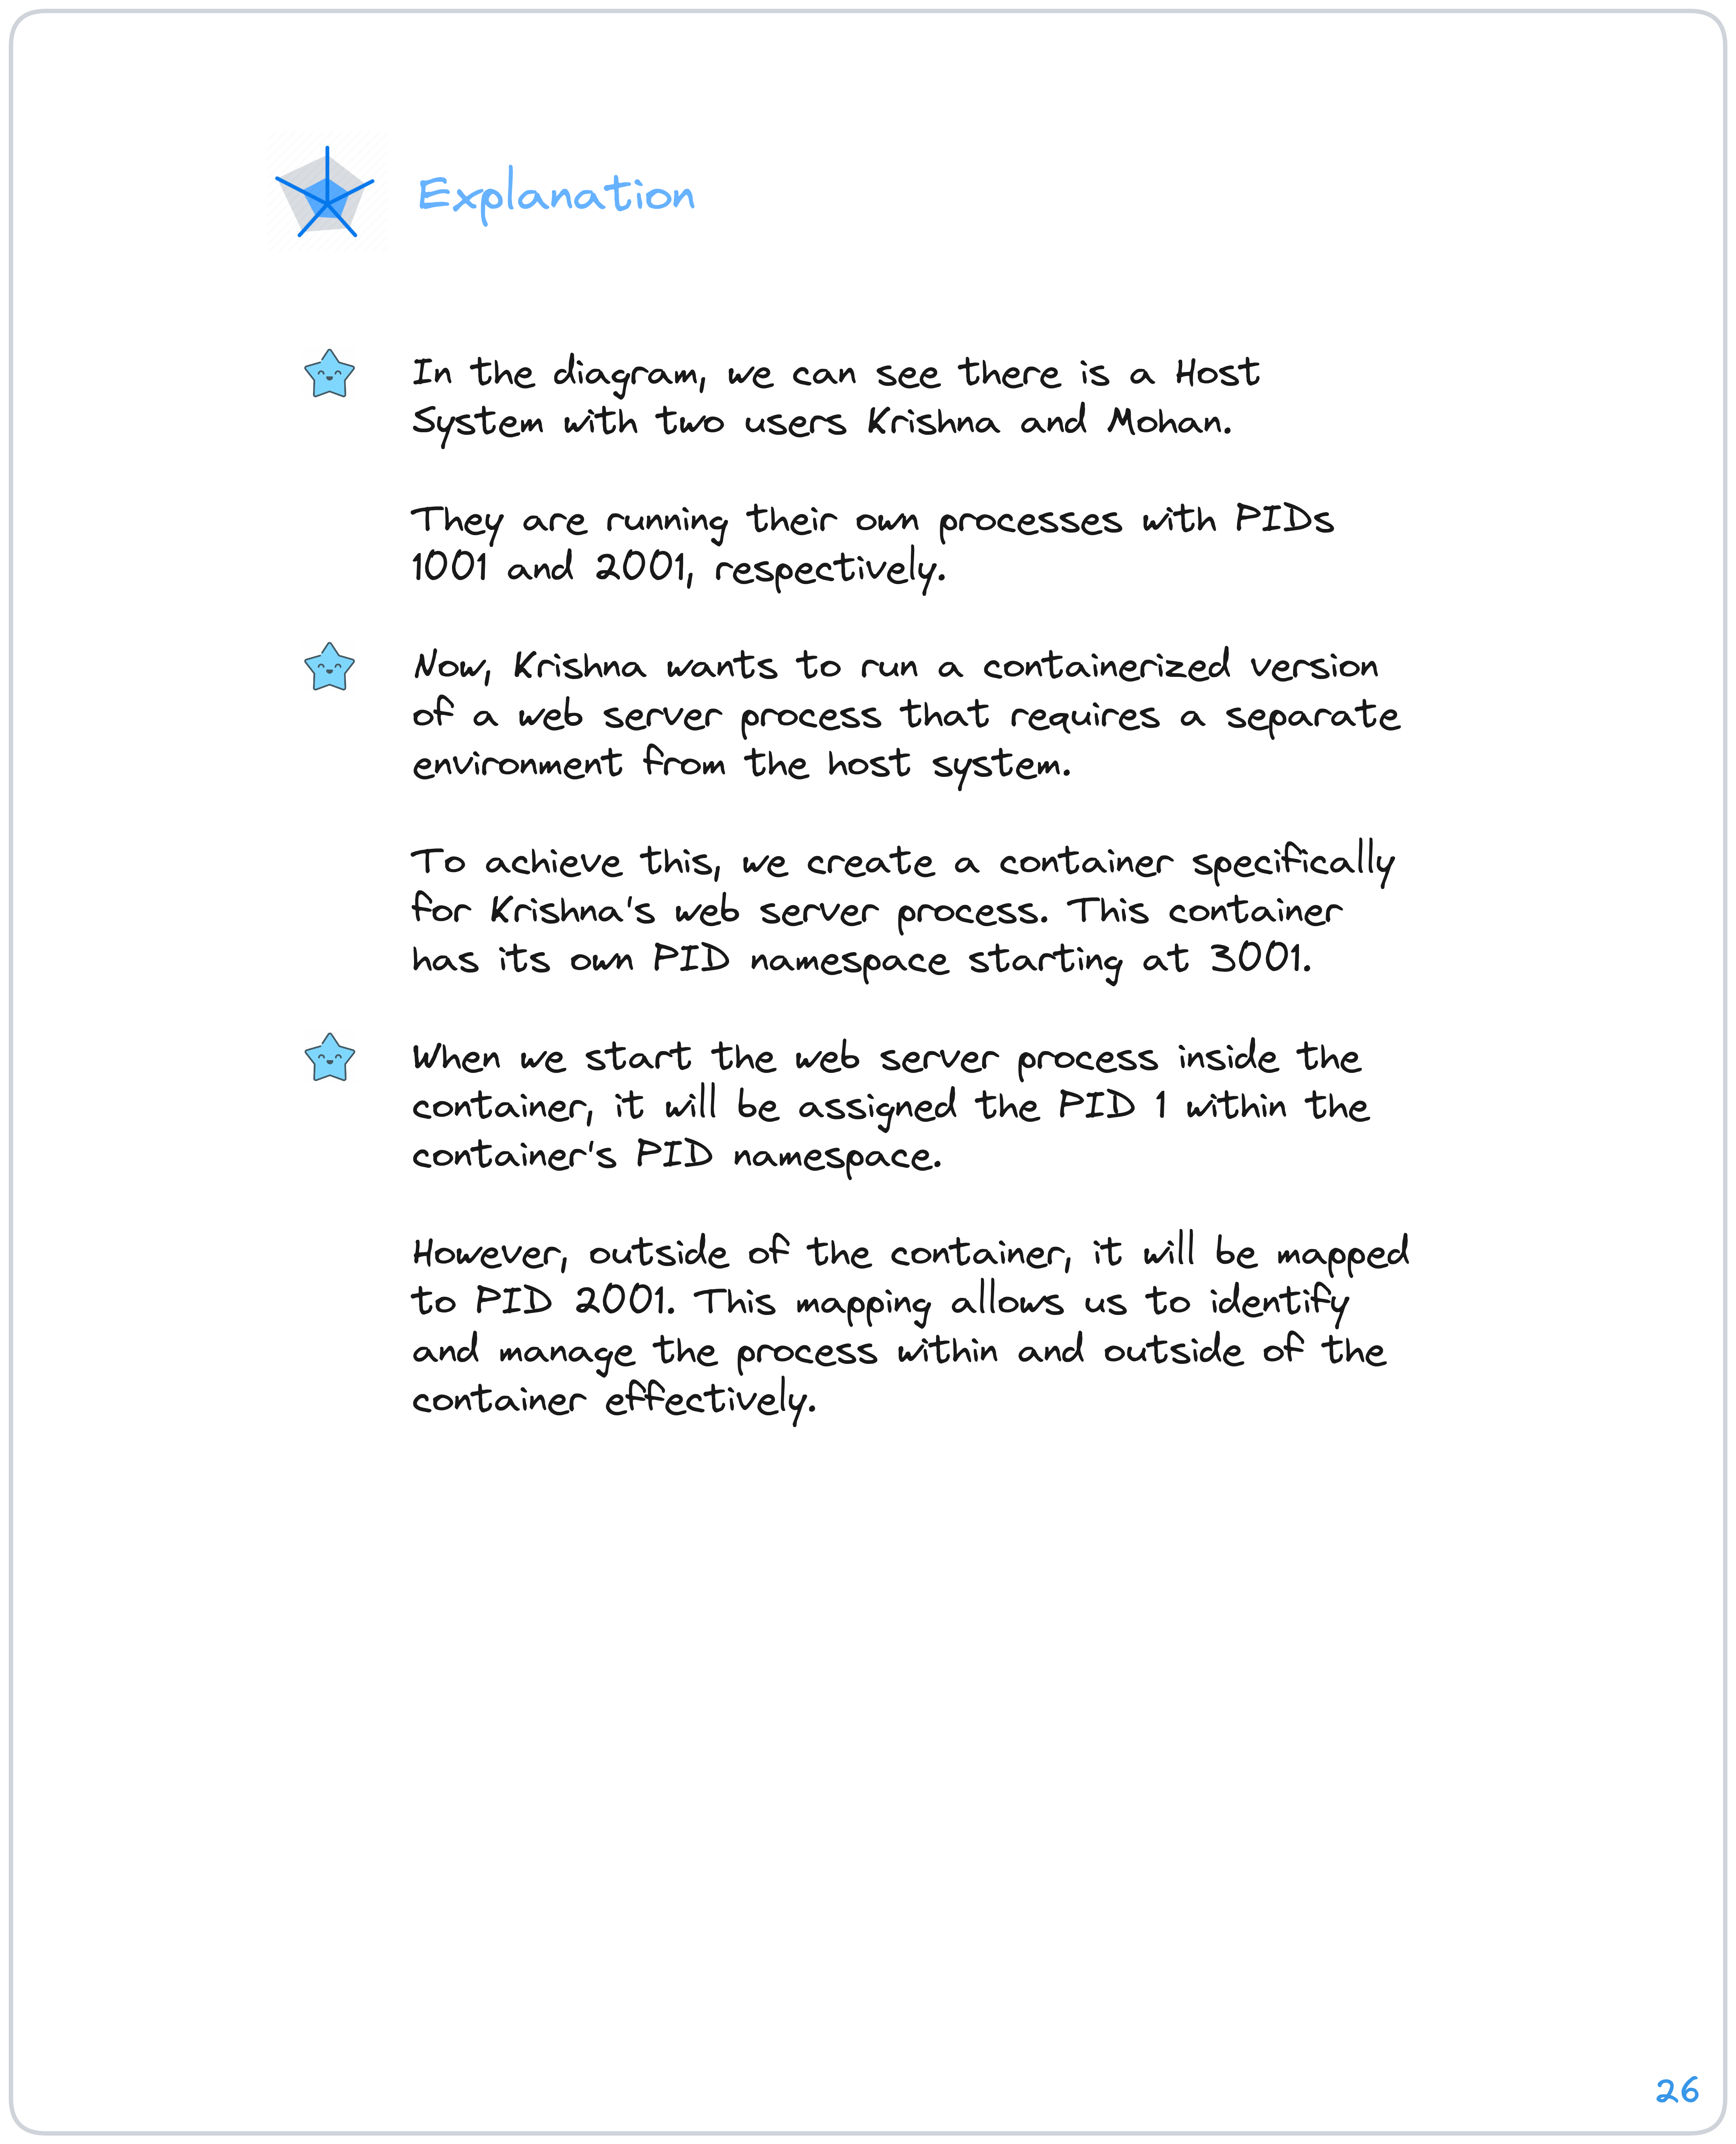 Explanation
In the diagram, we can see there is a Host
System with two users Krishna and Mohan.
They are running their own processes with PIDs
1001 and 2001, respectively.
Now, Krishna wants to run a containerized version
of a web server process that requires a separate
environment from the host system.
To achieve this, we create a container specifically
for Krishna's web server process. This container
has its own PID namespace starting at 3001.
When we start the web server process inside the
container, it will be assigned the PID 1 within the
container's PID namespace.
However, outside of the container, it will be mapped
to PID 2001. This mapping allows us to identify
and manage the process within and outside of the
container effectively.
26